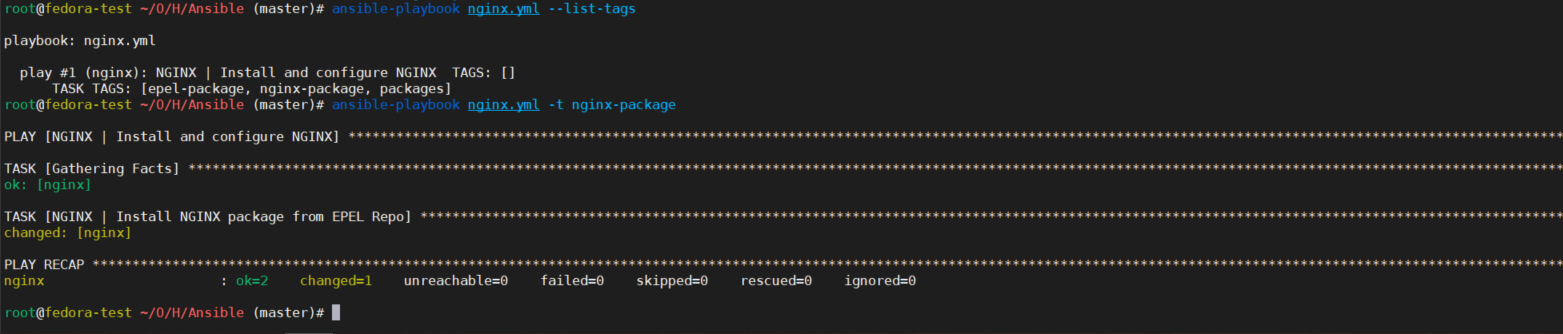 root@fedora-test ~/O/H/Ansible (master)# ansible-playbook nginx.yml --list-tags
playbook: nginx.yml
play #1 (nginx): NGINX | Install and configure NGINX  TAGS: []
TASK TAGS: [epel-package, nginx-package, packages]
root@fedora-test ~/O/H/Ansible (master)# ansible-playbook nginx.yml -t nginx-package
PLAY [NGINX | Install and configure NGINX] ********************************************************************************************************************************************************
TASK [Gathering Facts] ****************************************************************************************************************************************************************************
ok: [nginx]
TASK [NGINX | Install NGINX package from EPEL Repo] ***********************************************************************************************************************************************
changed: [nginx]
PLAY RECAP ****************************************************************************************************************************************************************************************
nginx                      : ok=2    changed=1    unreachable=0    failed=0    skipped=0    rescued=0    ignored=0
root@fedora-test ~/O/H/Ansible (master)#